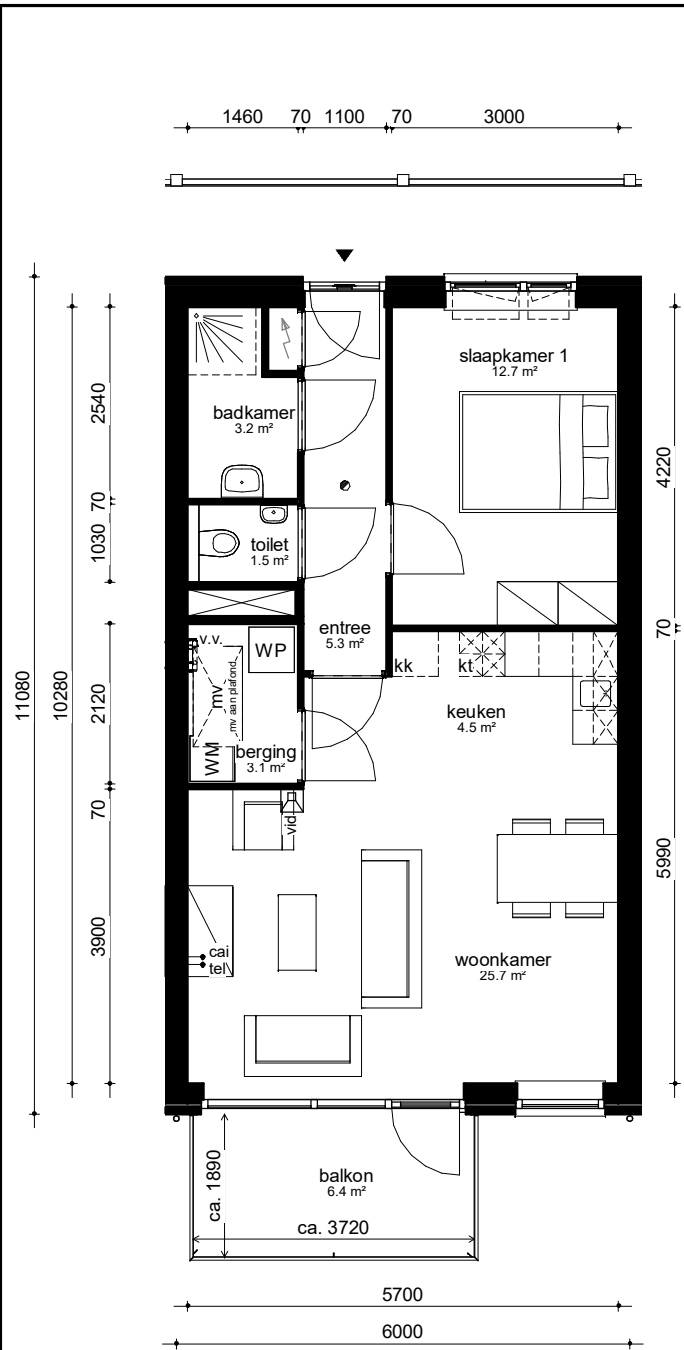 1460 70 1100 70 3000
slaapkamer 1
12.7 m²
badkamer
3.2 m²
toilet
1.5 m²
entree
5.3 m²
v.v.
WP
mv
mv aan plafond
WM
berging
3.1 m²
kk
kt
keuken
4.5 m²
vid
cai
tel
woonkamer
25.7 m²
balkon
6.4 m²
ca. 1890
ca. 3720
11080
10280
2540
70
1030
2120
70
3900
4220
70
5990
5700
6000